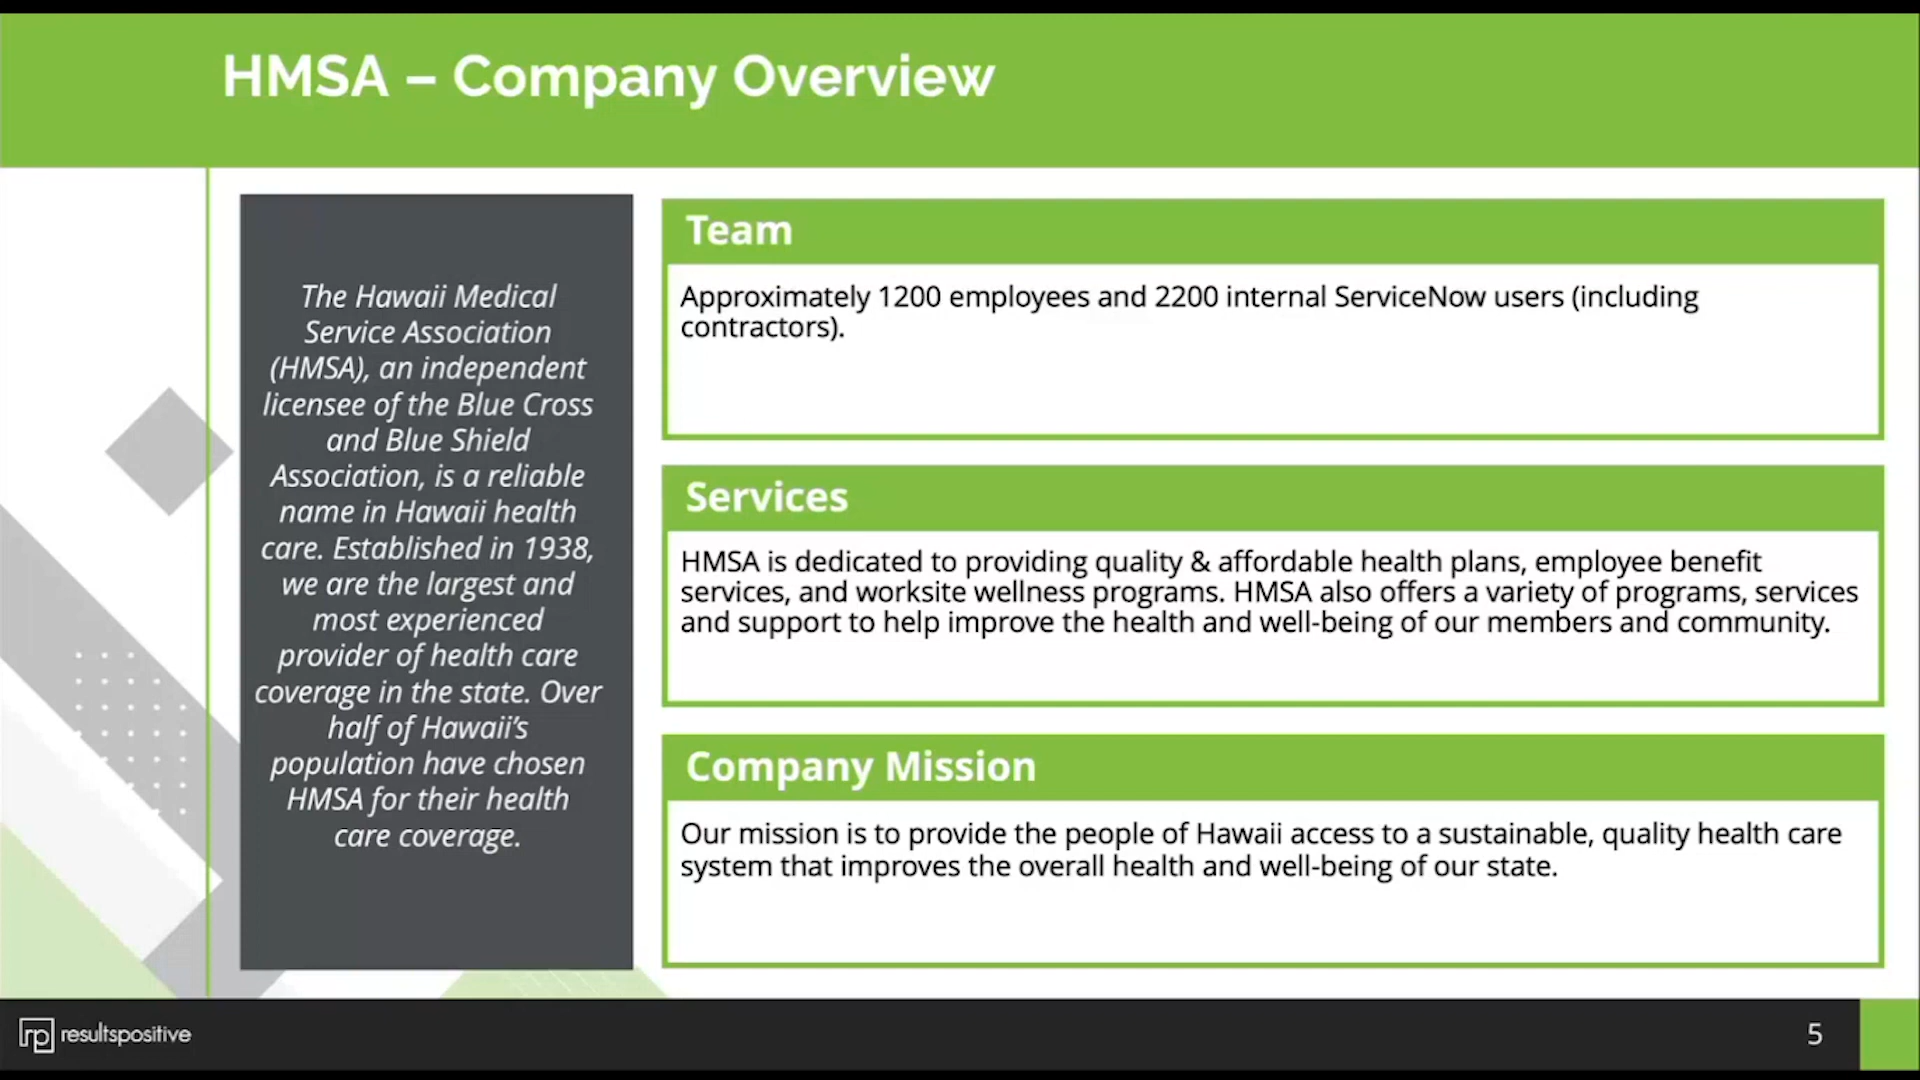 HMSA – Company Overview
The Hawaii Medical
Service Association
(HMSA), an independent
licensee of the Blue Cross
and Blue Shield
Association, is a reliable
name in Hawaii health
care. Established in 1938,
we are the largest and
most experienced
provider of health care
coverage in the state. Over
half of Hawaii’s
population have chosen
HMSA for their health
care coverage.
Team
Approximately 1200 employees and 2200 internal ServiceNow users (including
contractors).
Services
HMSA is dedicated to providing quality & affordable health plans, employee benefit
services, and worksite wellness programs. HMSA also offers a variety of programs, services
and support to help improve the health and well-being of our members and community.
Company Mission
Our mission is to provide the people of Hawaii access to a sustainable, quality health care
system that improves the overall health and well-being of our state.
rp resultspositive
5